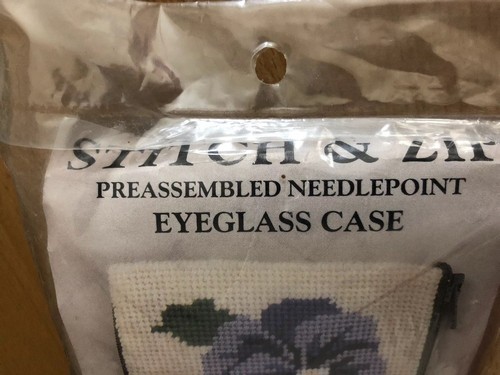 STITCH & ZIP
PREASSEMBLED NEEDLEPOINT
EYEGLASS CASE